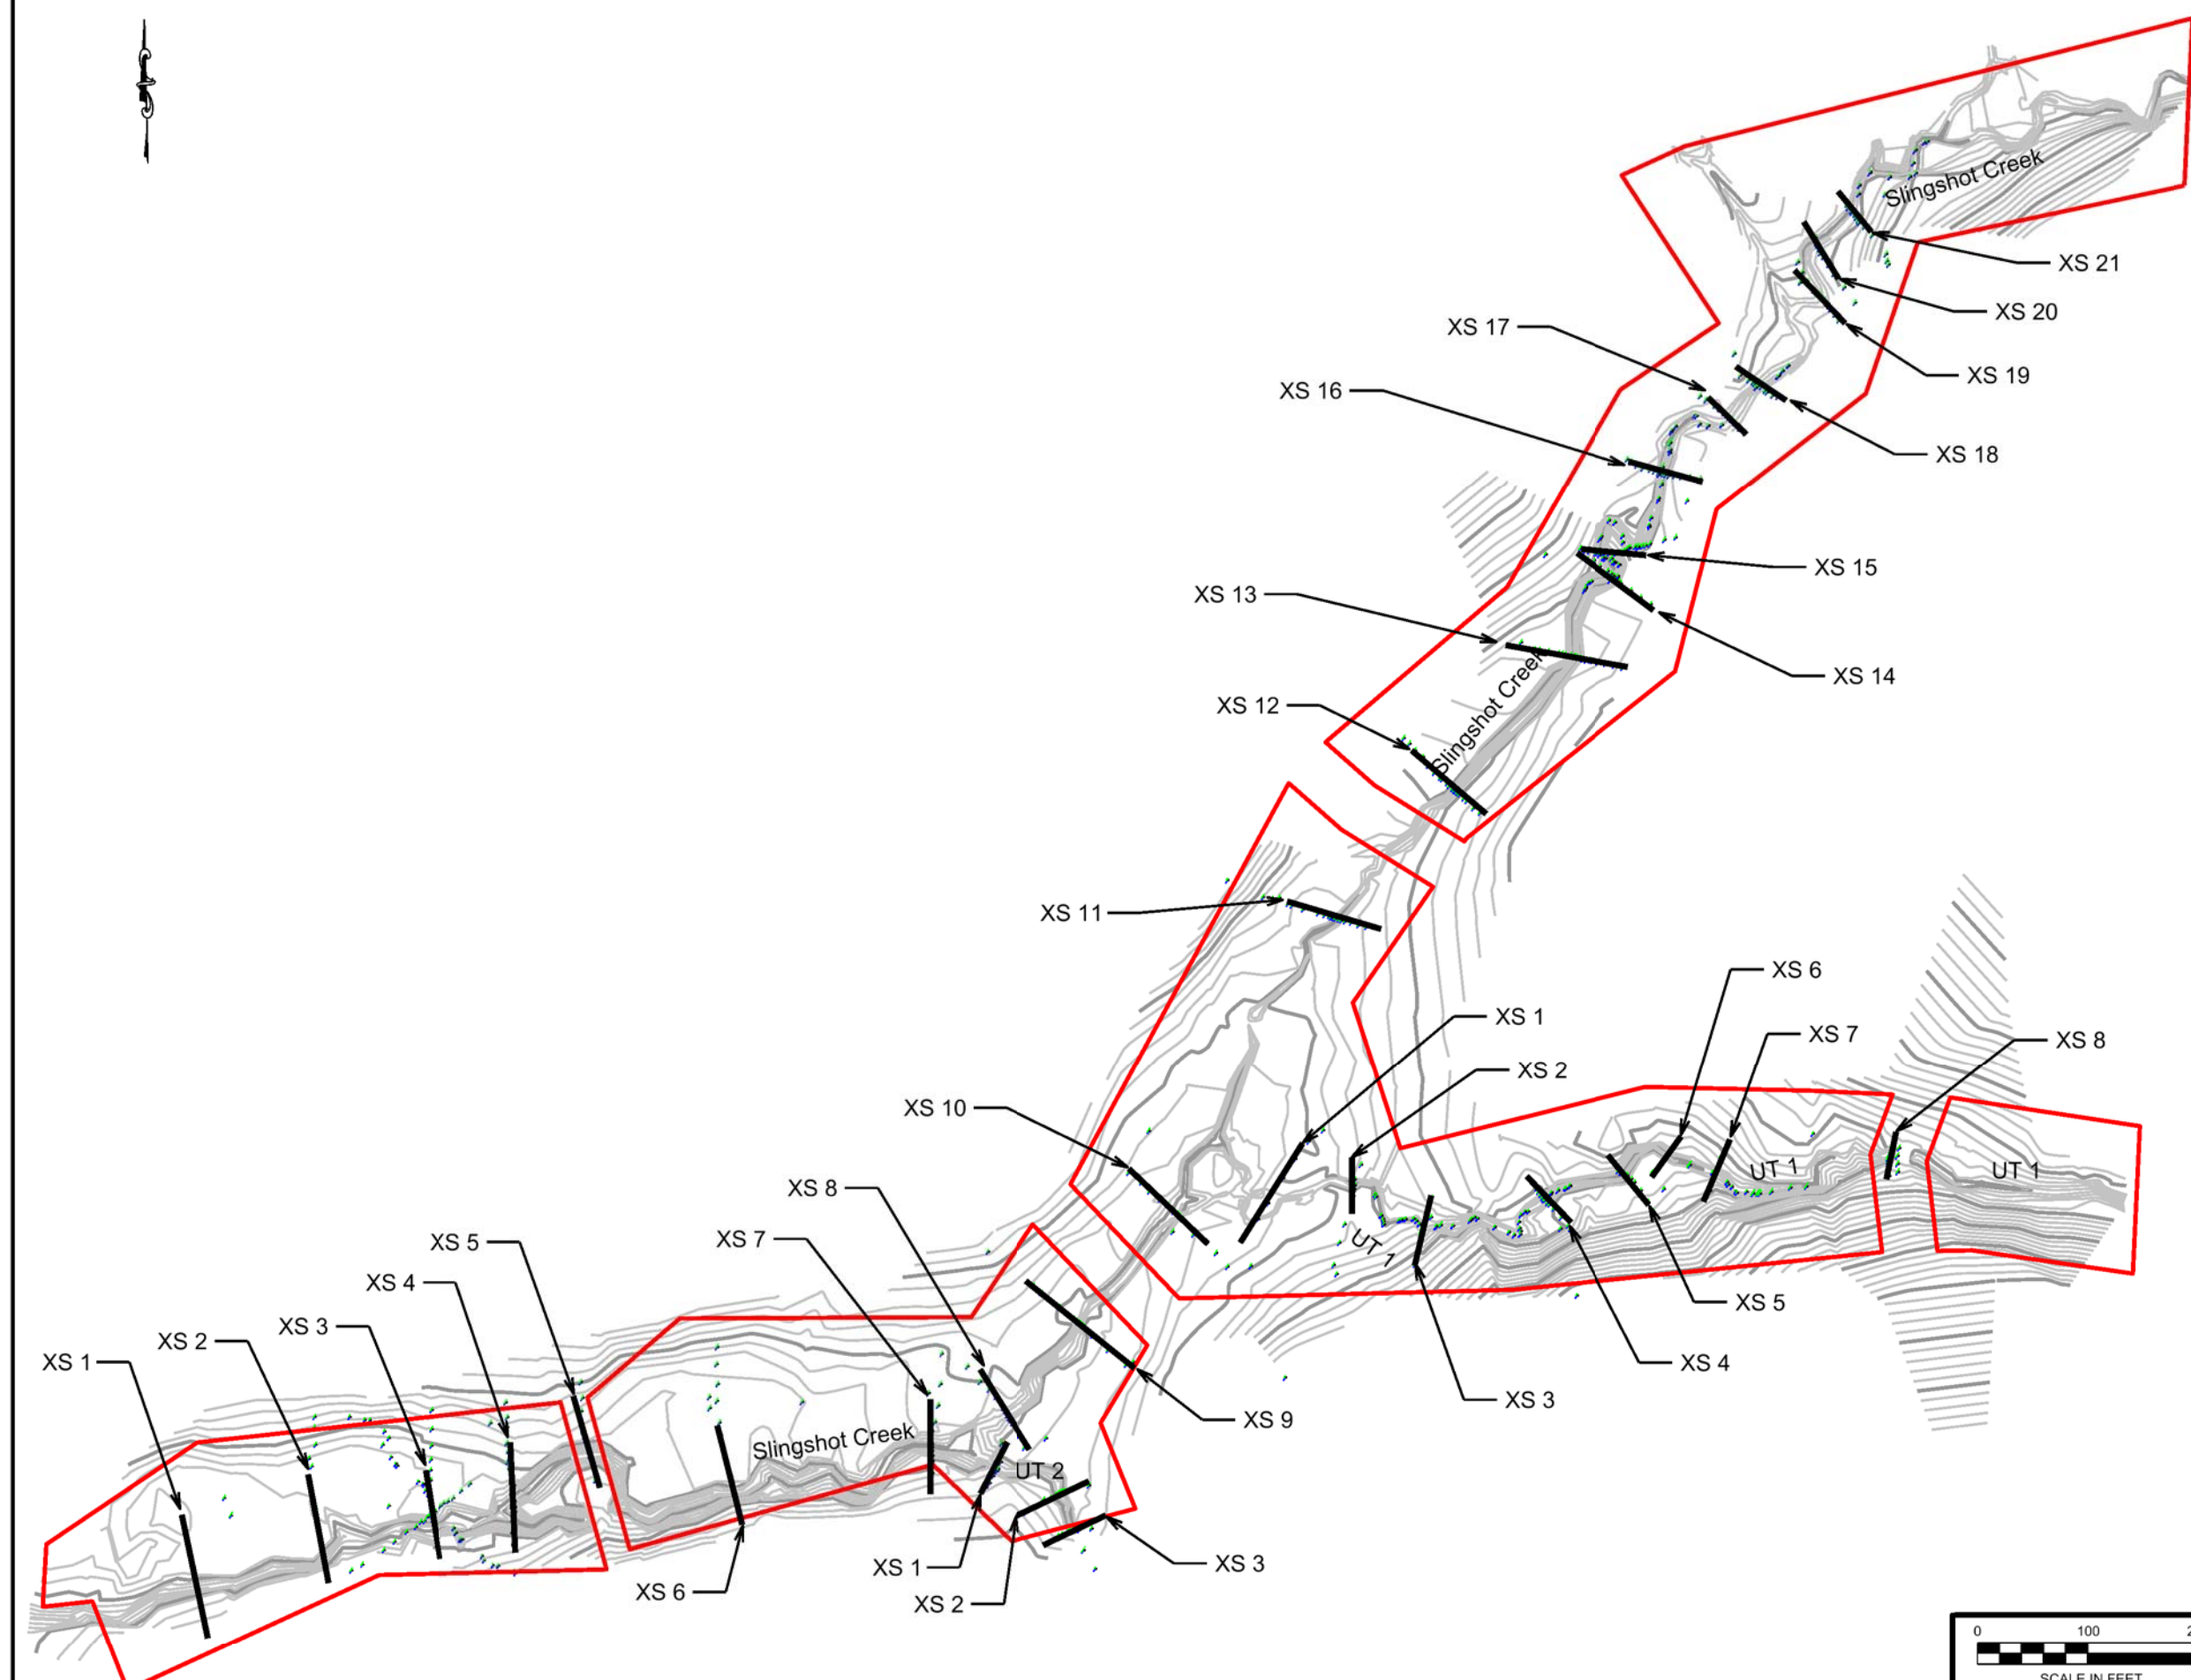 Slingshot Creek
XS 21
XS 20
XS 17
XS 19
XS 16
XS 18
XS 15
XS 13
XS 14
Slingshot Creek
XS 12
XS 11
XS 6
XS 1
XS 7
XS 8
XS 2
XS 10
UT 1
UT 1
XS 8
XS 7
UT 1
XS 5
XS 5
XS 4
XS 3
XS 2
XS 1
XS 4
XS 3
XS 9
Slingshot Creek
UT 2
XS 1
XS 3
XS 6
XS 2
0 100
SCALE IN FEET